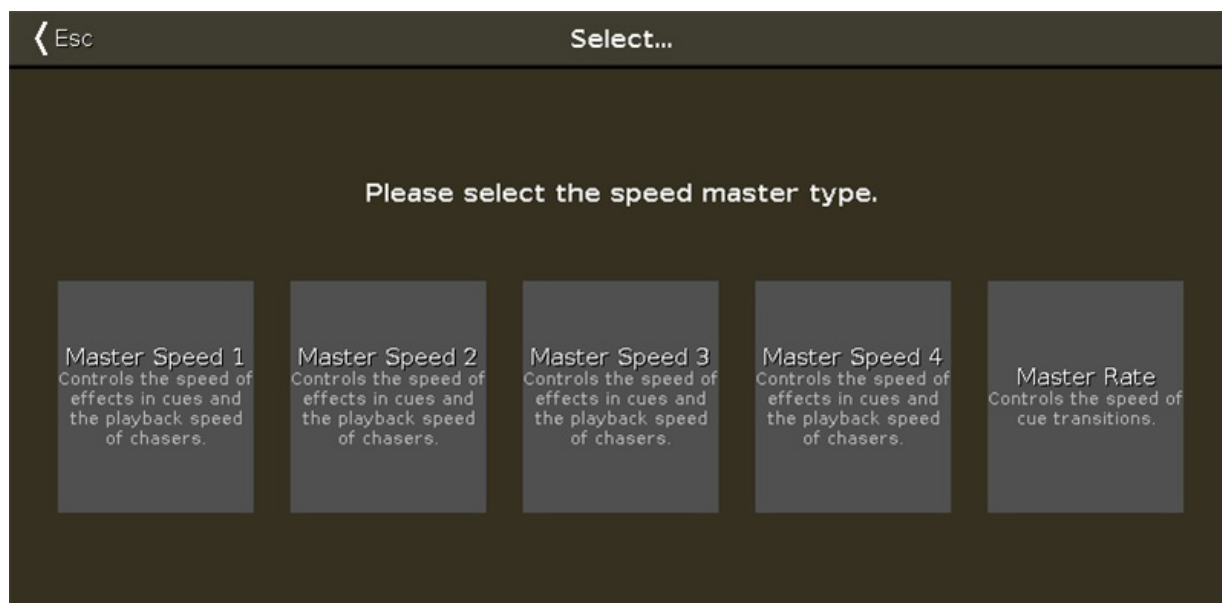 Esc
Select...
Please select the speed master type.
Master Speed 1
Controls the speed of
effects in cues and
the playback speed
of chasers.
Master Speed 2
Controls the speed of
effects in cues and
the playback speed
of chasers.
Master Speed 3
Controls the speed of
effects in cues and
the playback speed
of chasers.
Master Speed 4
Controls the speed of
effects in cues and
the playback speed
of chasers.
Master Rate
Controls the speed of
cue transitions.